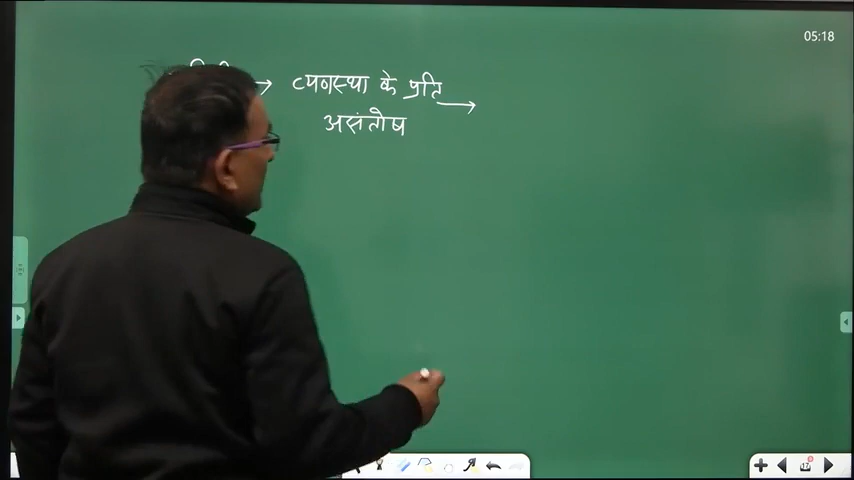 05:18
→ व्यवस्था के प्रति →
असंतोष